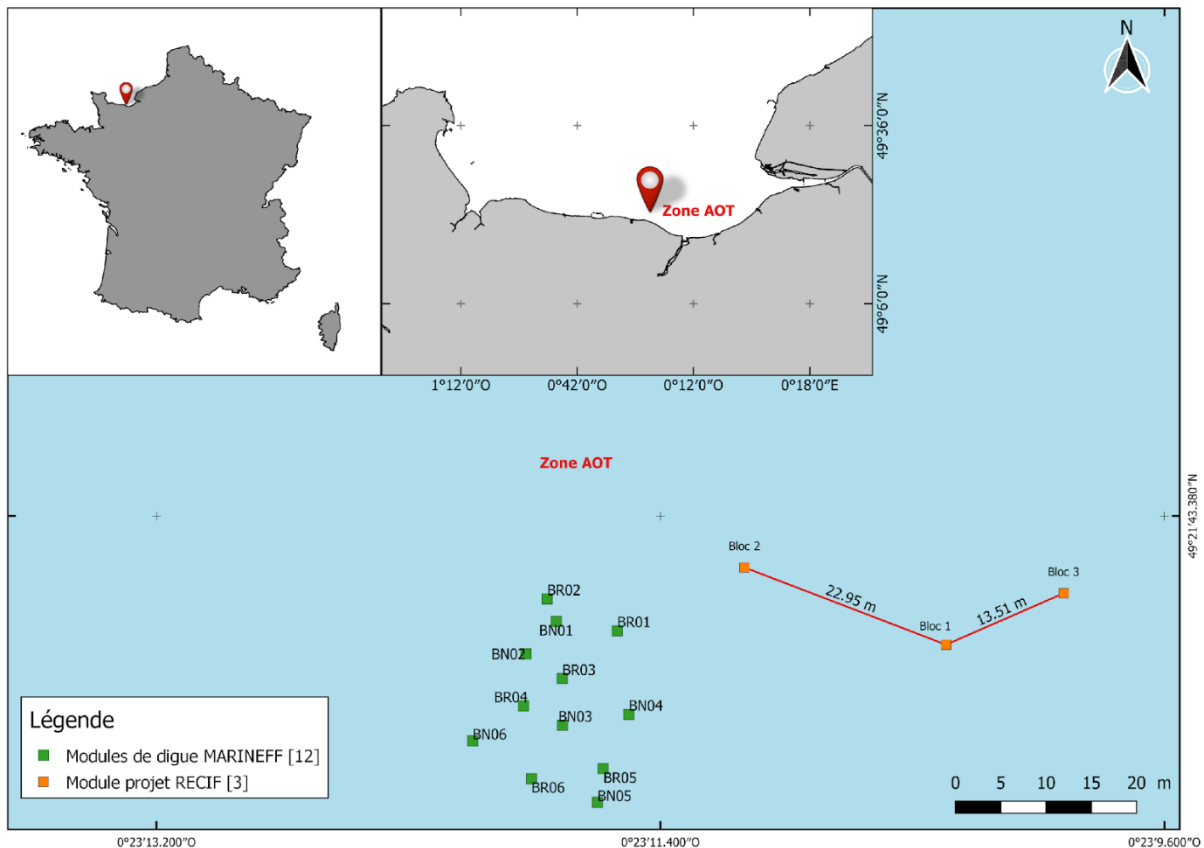 N
49°36'0"N
Zone AOT
49°6'0"N
1°12'0"O
0°42'0"O
0°12'0"O
0°18'0"E
Zone AOT
49°21'43.380"N
Bloc 2
Bloc 3
22.95 m
13.51 m
Bloc 1
BR02
BN01
BR01
BN02
BR03
BR04
BN04
BN03
BN06
BR05
BR06
BN05
Légende
Modules de digue MARINEFF [12]
Module projet RECIF [3]
0 5 10 15 20 m
0°23'13.200"O
0°23'11.400"O
0°23'9.600"O